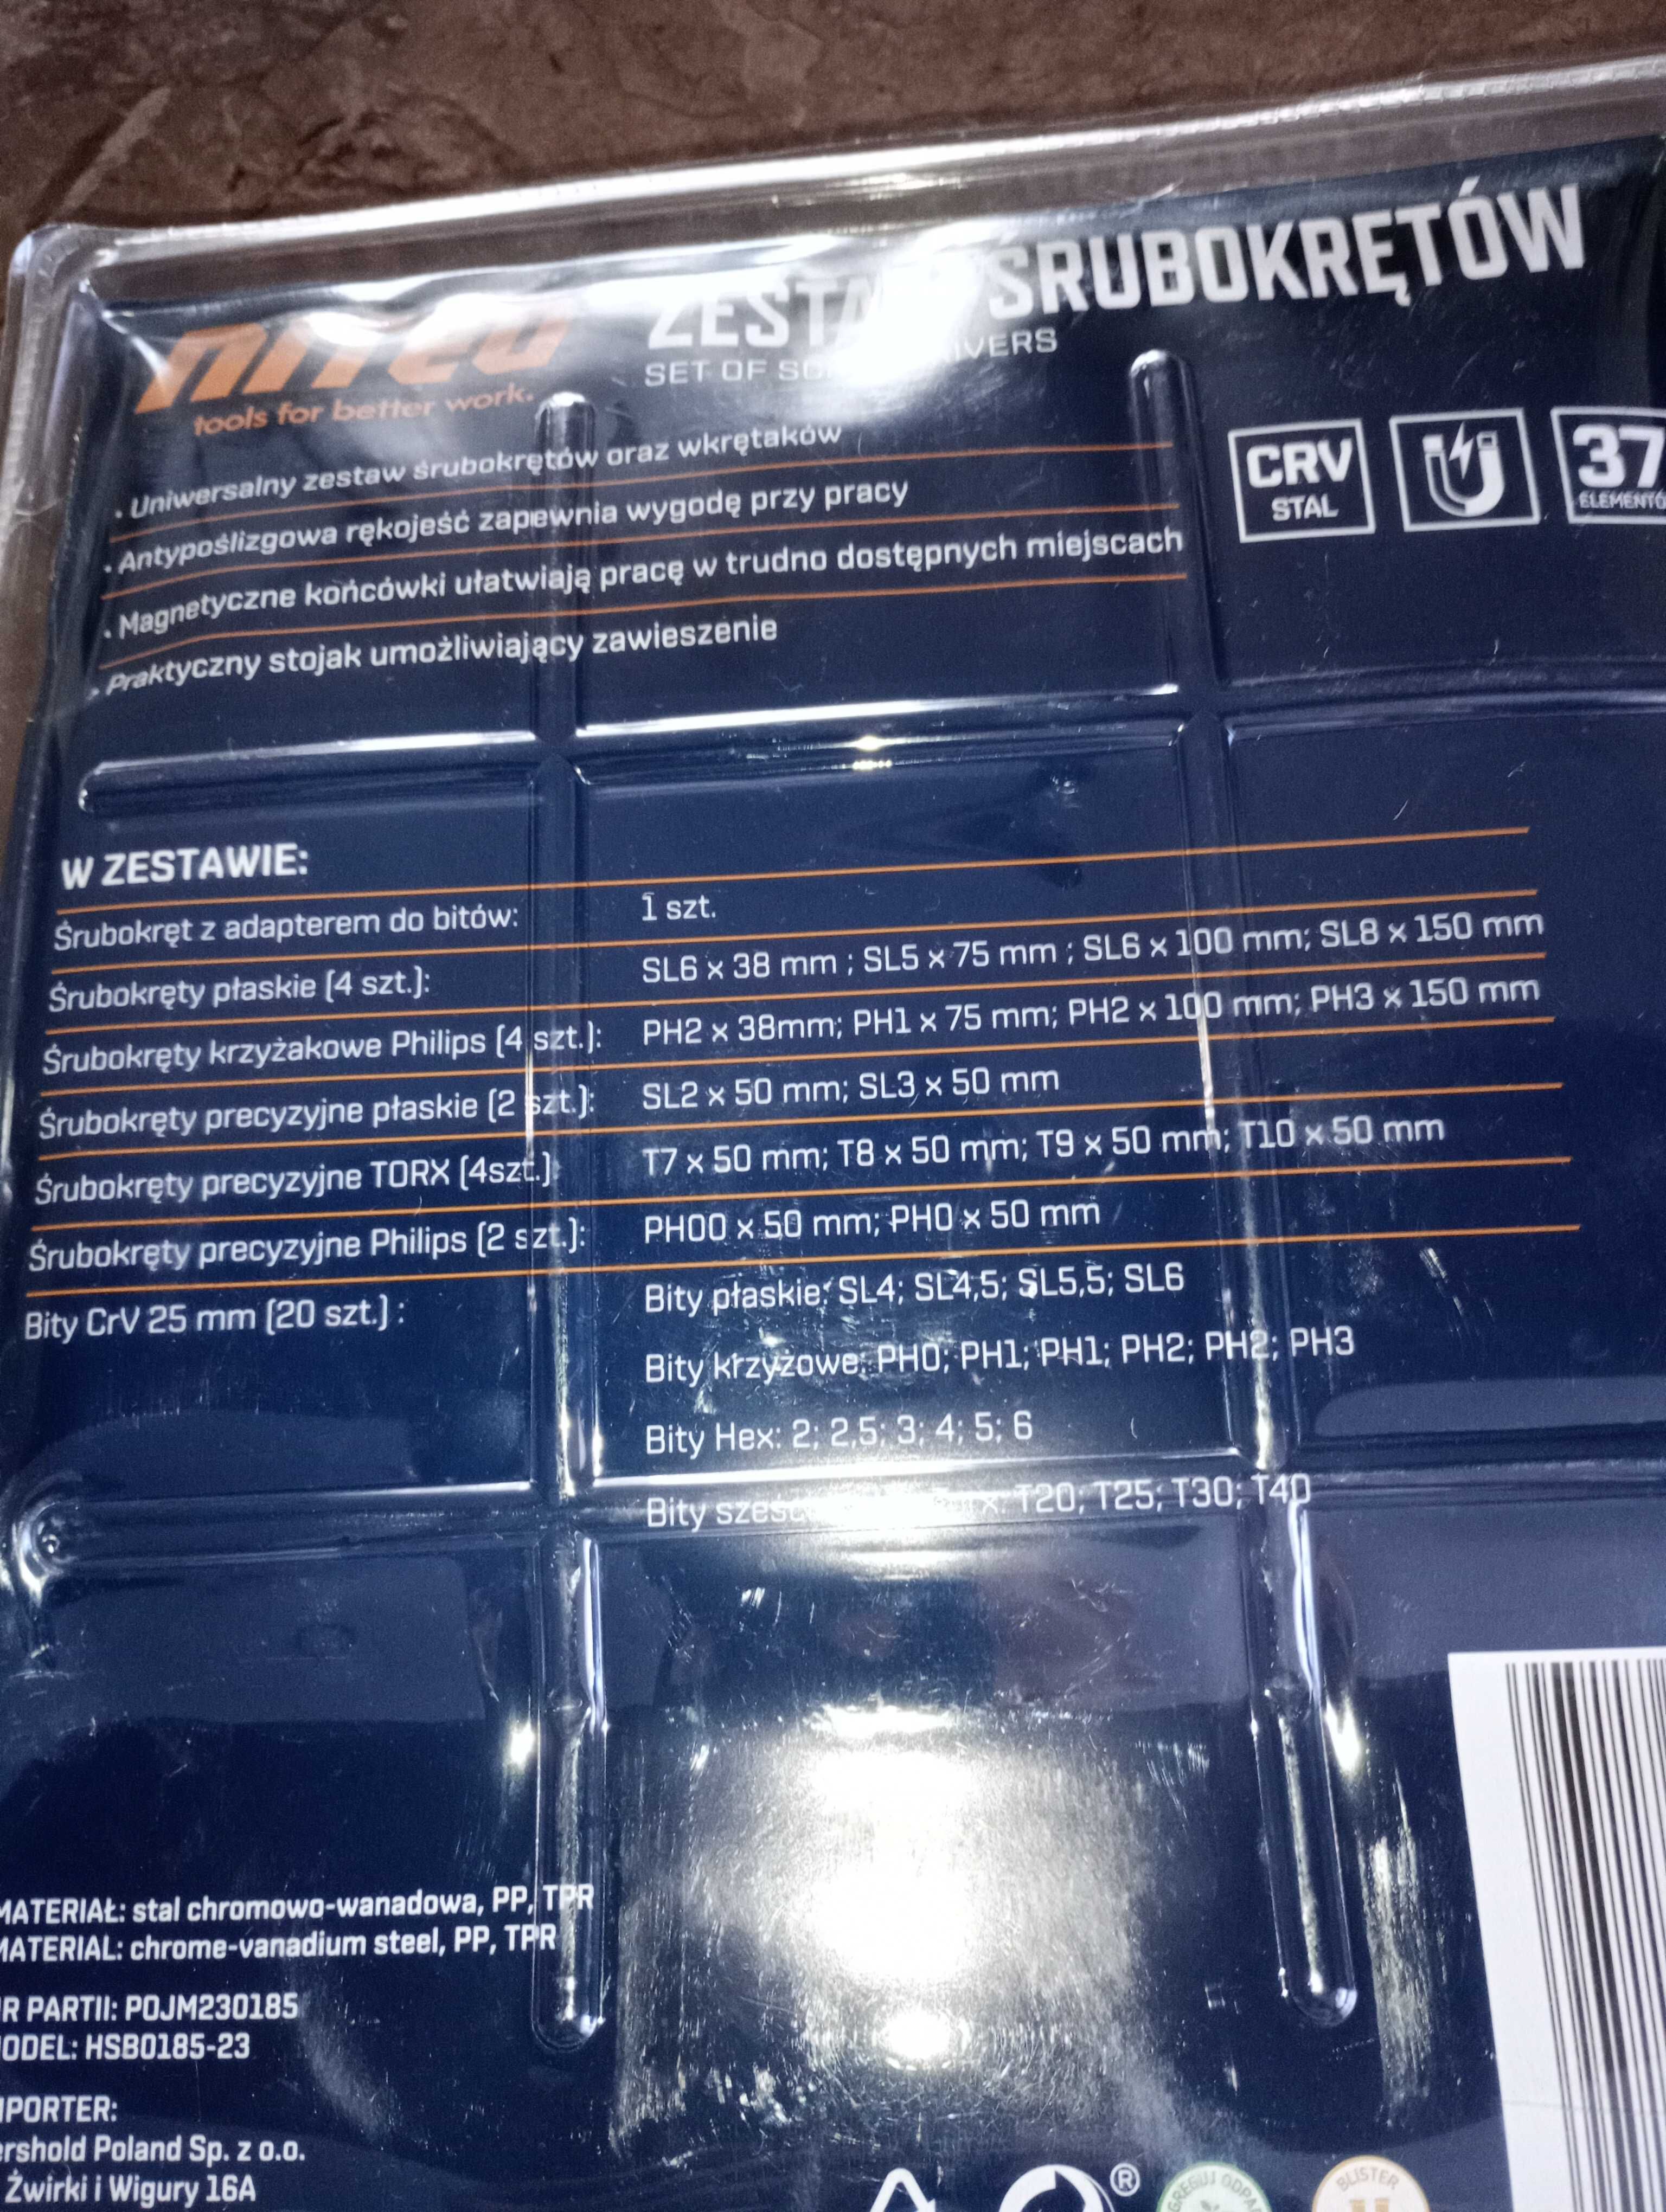 niteo
tools for better work.
ŚRUBOKRĘTÓW
SET OF
CRV
STAL
37
• Uniwersalny zestaw śrubokrętów oraz wkrętaków
• Antypoślizgowa rękojeść zapewnia wygodę przy pracy
• Magnetyczne końcówki ułatwiają pracę w trudno dostępnych miejscach
• Praktyczny stojak umożliwiający zawieszenie
W ZESTAWIE:
Śrubokręt z adapterem do bitów: 1 szt.
Śrubokręty płaskie (4 szt.): SL6 x 38 mm ; SL5 x 75 mm ; SL6 x 100 mm; SL8 x 150 mm
Śrubokręty krzyżakowe Philips (4 szt.): PH2 x 38mm; PH1 x 75 mm; PH2 x 100 mm; PH3 x 150 mm
Śrubokręty precyzyjne płaskie (2 szt.): SL2 x 50 mm; SL3 x 50 mm
Śrubokręty precyzyjne TORX (4szt.): T7 x 50 mm; T8 x 50 mm; T9 x 50 mm; T10 x 50 mm
Śrubokręty precyzyjne Philips (2 szt.): PH00 x 50 mm; PH0 x 50 mm
Bity CrV 25 mm (20 szt.) : Bity płaskie: SL4; SL4,5; SL5,5; SL6
Bity krzyżowe: PH0; PH1; PH1; PH2; PH2; PH3
Bity Hex: 2; 2,5; 3; 4; 5; 6
Bity T20; T25; T30; T40
MATERIAŁ: stal chromowo-wanadowa, PP, TPR
MATERIAL: chrome-vanadium steel, PP, TPR
PARTII: POJM230185
HSB0185-23
Poland Sp. z o.o.
Żwirki i Wigury 16A
®
BLISTER